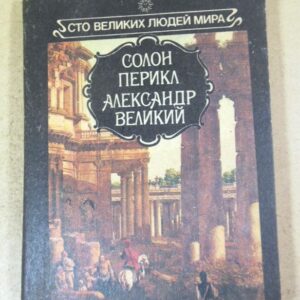 СТО ВЕЛИКИХ ЛЮДЕЙ МИРА
СОЛОН
ПЕРИКЛ
АЛЕКСАНДР
ВЕЛИКИЙ